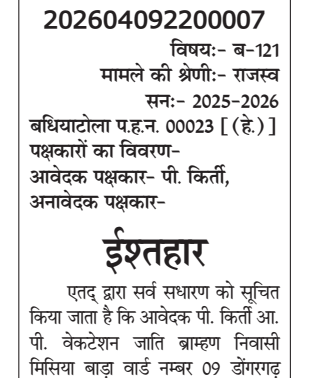 202604092200007
विषयः- ब-121
मामले की श्रेणीः- राजस्व
सनः- 2025-2026
बधियाटोला प.ह.न. 00023 [ (हे.) ]
पक्षकारों का विवरण-
आवेदक पक्षकार- पी. किर्ती,
अनावेदक पक्षकार-
ईश्तहार
एतद् द्वारा सर्व सधारण को सूचित
किया जाता है कि आवेदक पी. किर्ती आ.
पी. वेकटेशन जाति ब्राम्हण निवासी
मिसिया बाड़ा वार्ड नम्बर 09 डोंगरगढ़